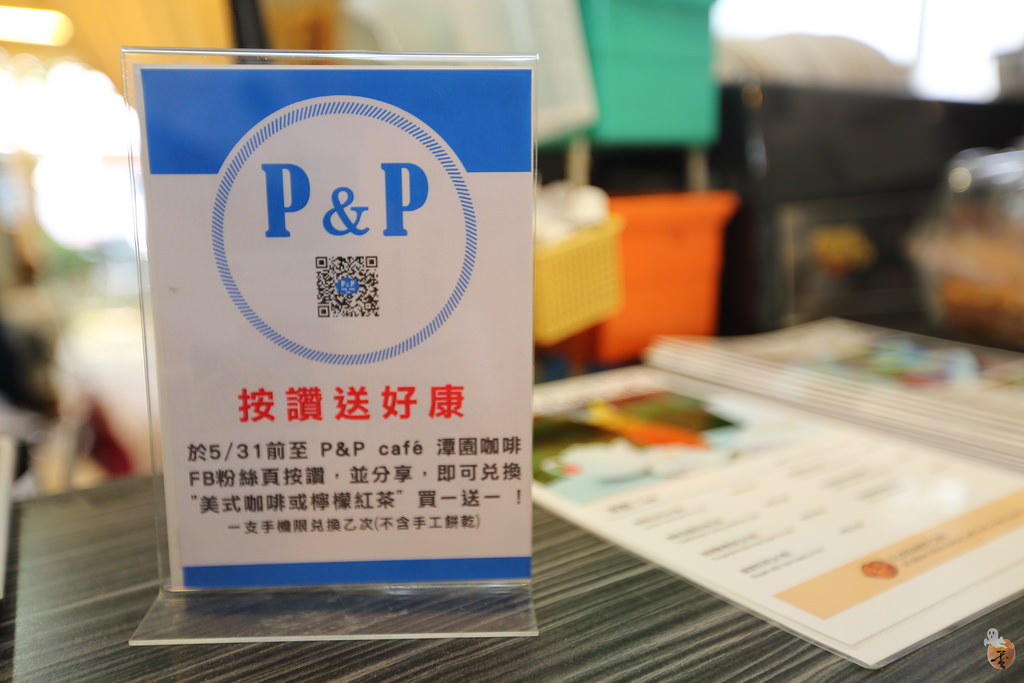 P&P
按讚送好康
於5/31前至 P&P café 潭園咖啡
FB粉絲頁按讚，並分享，即可兌換
"美式咖啡或檸檬紅茶" 買一送一 ！
一支手機限兌換乙次(不含手工餅乾)